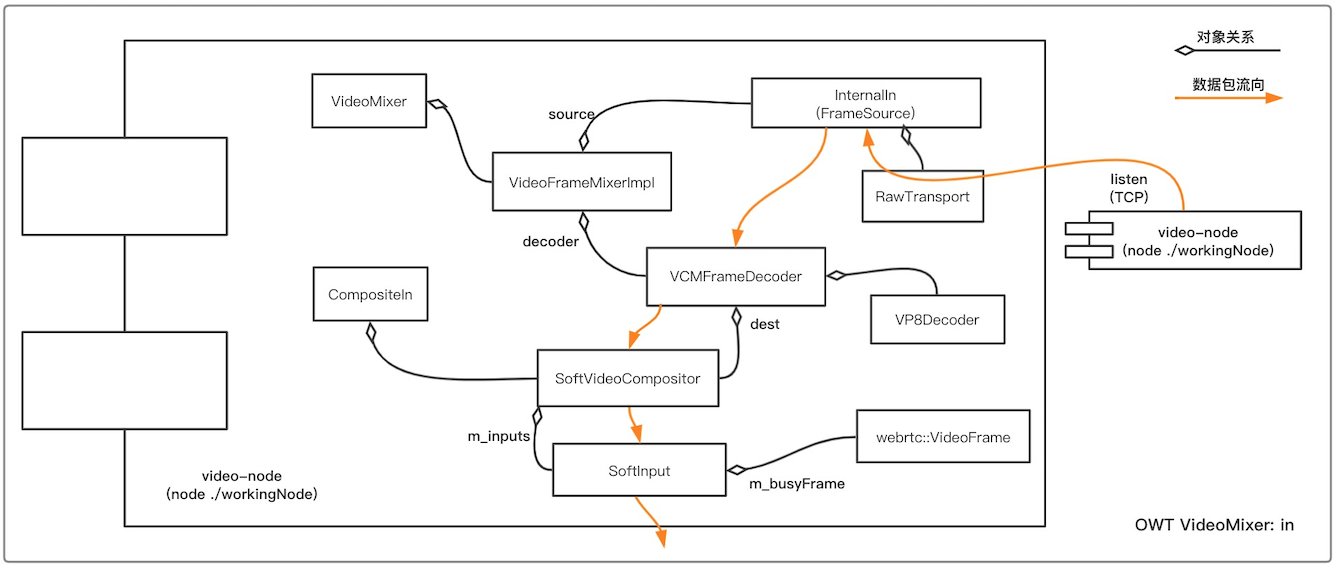 对象关系
数据包流向
VideoMixer
InternalIn
(FrameSource)
source
VideoFrameMixerImpl
RawTransport
listen
(TCP)
video-node
(node ./workingNode)
decoder
VCMFrameDecoder
CompositeIn
VP8Decoder
dest
SoftVideoCompositor
m_inputs
webrtc::VideoFrame
SoftInput
m_busyFrame
video-node
(node ./workingNode)
OWT VideoMixer: in